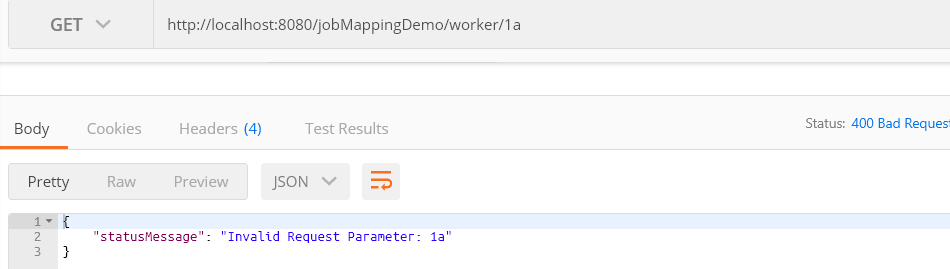 GET http://localhost:8080/jobMappingDemo/worker/1a
Body Cookies Headers (4) Test Results Status: 400 Bad Request
Pretty Raw Preview JSON
1 {
2 "statusMessage": "Invalid Request Parameter: 1a"
3 }